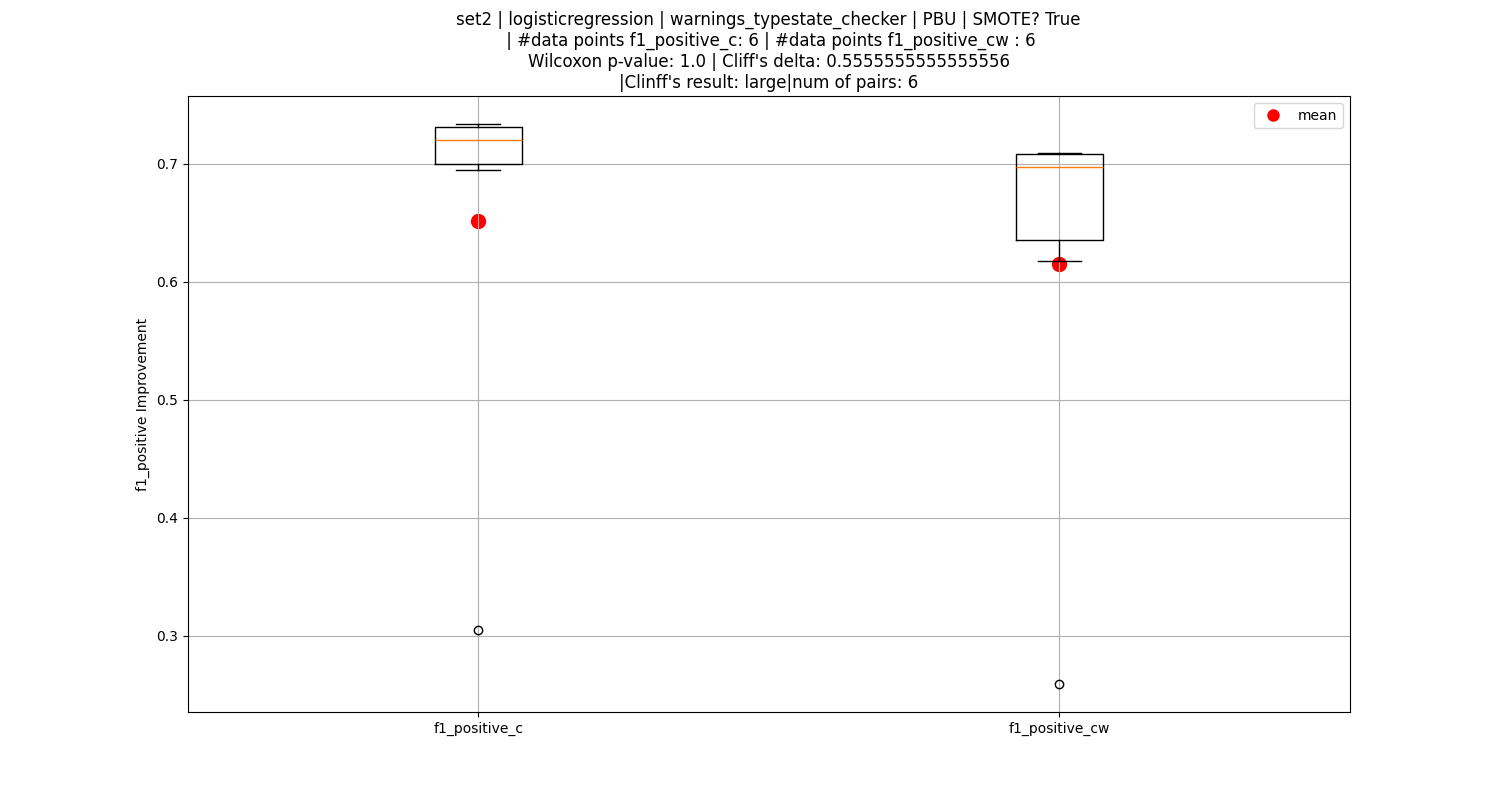 set2 | logisticregression | warnings_typestate_checker | PBU | SMOTE? True
| #data points f1_positive_c: 6 | #data points f1_positive_cw : 6
Wilcoxon p-value: 1.0 | Cliff's delta: 0.5555555555555556
|Clinff's result: large|num of pairs: 6
mean
0.7
0.6
0.5
0.4
0.3
f1_positive Improvement
f1_positive_c
f1_positive_cw